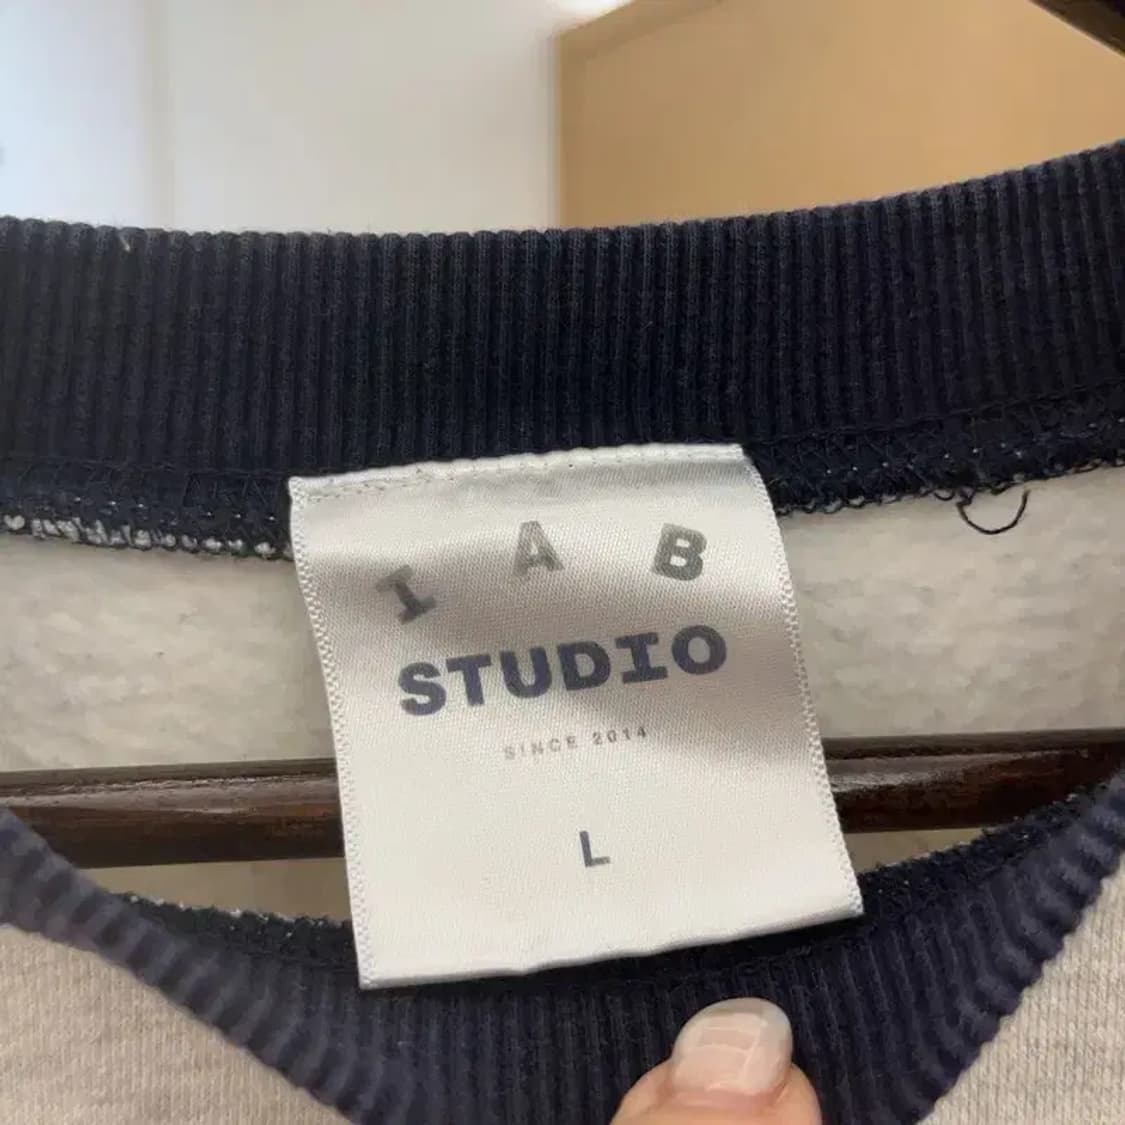 I A B
STUDIO
SINCE 2014
L